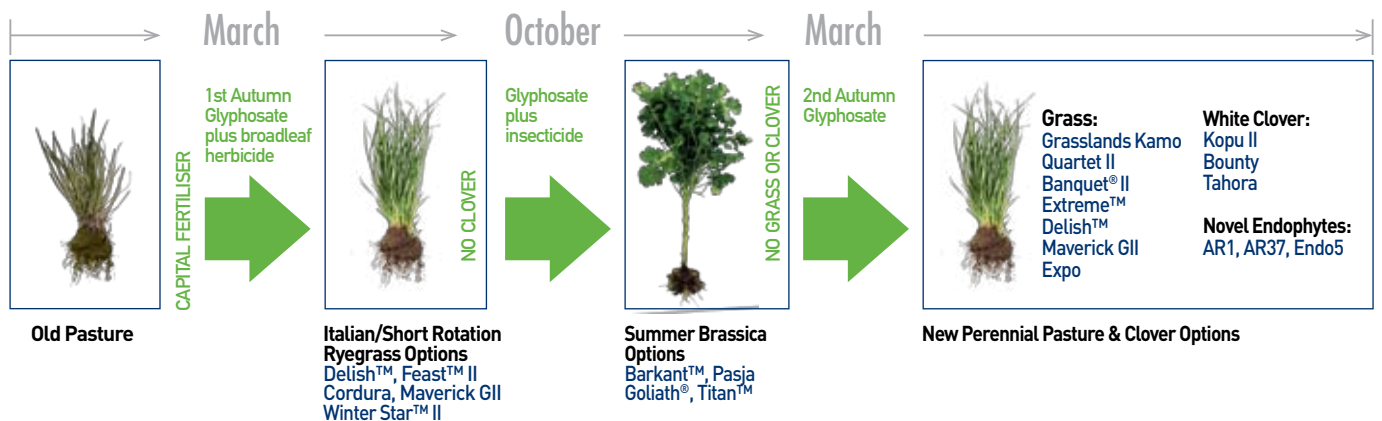 March
October
March
CAPITAL FERTILISER
1st Autumn
Glyphosate
plus broadleaf
herbicide
NO CLOVER
Glyphosate
plus
insecticide
NO GRASS OR CLOVER
2nd Autumn
Glyphosate
Grass:
Grasslands Kamo
Quartet II
Banquet® II
Extreme™
Delish™
Maverick GII
Expo
White Clover:
Kopu II
Bounty
Tahora
Novel Endophytes:
AR1, AR37, Endo5
Old Pasture
Italian/Short Rotation
Ryegrass Options
Delish™, Feast™ II
Cordura, Maverick GII
Winter Star™ II
Summer Brassica
Options
Barkant™, Pasja
Goliath®, Titan™
New Perennial Pasture & Clover Options